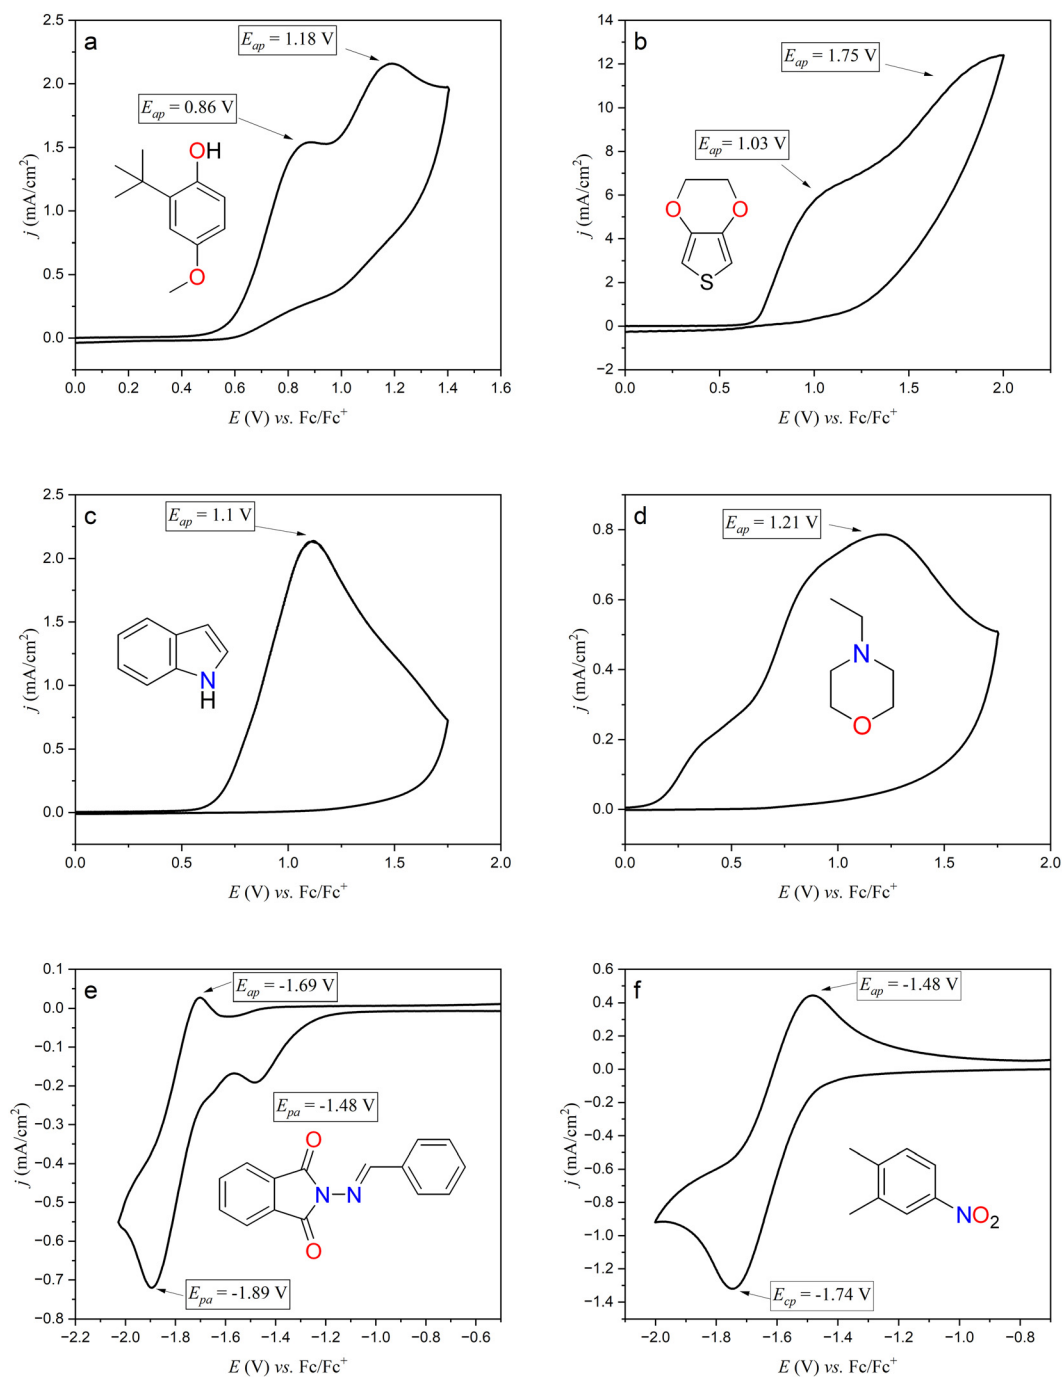 a
E_ap = 1.18 V
E_ap = 0.86 V
OH
O
j (mA/cm²)
2.5
2.0
1.5
1.0
0.5
0.0
0.0 0.2 0.4 0.6 0.8 1.0 1.2 1.4 1.6
E (V) vs. Fc/Fc⁺
b
E_ap = 1.75 V
E_ap = 1.03 V
O O
S
j (mA/cm²)
14
12
10
8
6
4
2
0
−2
0.0 0.5 1.0 1.5 2.0
E (V) vs. Fc/Fc⁺
c
E_ap = 1.1 V
N
H
j (mA/cm²)
2.5
2.0
1.5
1.0
0.5
0.0
0.0 0.5 1.0 1.5 2.0
E (V) vs. Fc/Fc⁺
d
E_ap = 1.21 V
N
O
j (mA/cm²)
0.8
0.6
0.4
0.2
0.0
0.0 0.5 1.0 1.5 2.0
E (V) vs. Fc/Fc⁺
e
E_ap = -1.69 V
E_pa = -1.48 V
O
N N
O
E_pa = -1.89 V
j (mA/cm²)
0.1
0.0
−0.1
−0.2
−0.3
−0.4
−0.5
−0.6
−0.7
−0.8
−2.2 −2.0 −1.8 −1.6 −1.4 −1.2 −1.0 −0.8 −0.6
E (V) vs. Fc/Fc⁺
f
E_ap = -1.48 V
NO₂
E_cp = -1.74 V
j (mA/cm²)
0.6
0.4
0.2
0.0
−0.2
−0.4
−0.6
−0.8
−1.0
−1.2
−1.4
−2.0 −1.8 −1.6 −1.4 −1.2 −1.0 −0.8
E (V) vs. Fc/Fc⁺